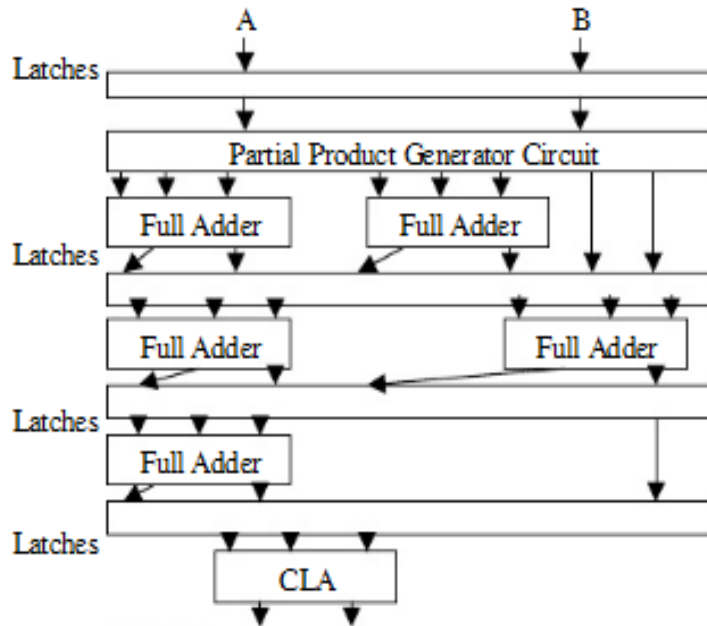 A B
Latches
Partial Product Generator Circuit
Full Adder Full Adder
Latches
Full Adder Full Adder
Latches
Full Adder
Latches
CLA